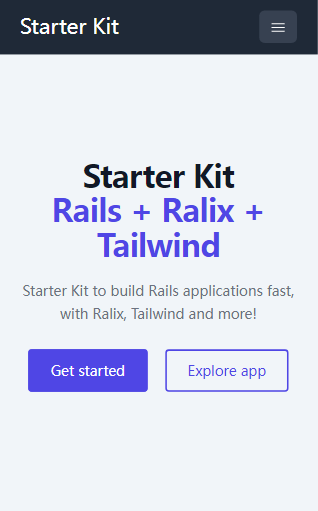 Starter Kit
Starter Kit
Rails + Ralix +
Tailwind
Starter Kit to build Rails applications fast,
with Ralix, Tailwind and more!
Get started
Explore app